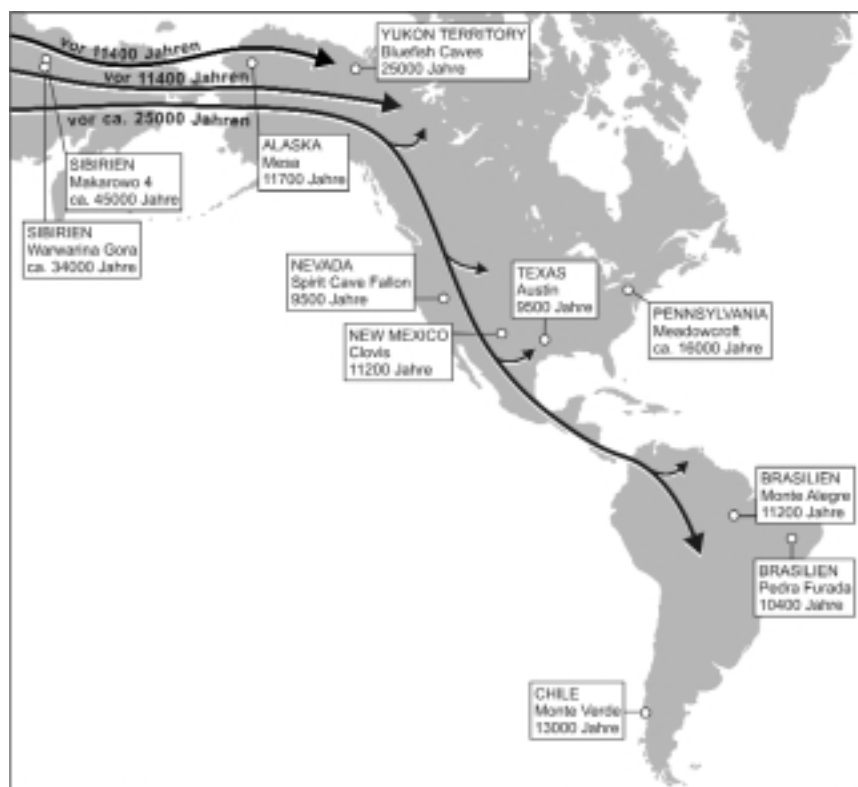 vor 11400 Jahren
vor 11400 Jahren
vor ca. 25000 Jahren
YUKON TERRITORY
Bluefish Caves
25000 Jahre
ALASKA
Mesa
11700 Jahre
SIBIRIEN
Makarowo 4
ca. 45000 Jahre
SIBIRIEN
Warwarina Gora
ca. 34000 Jahre
NEVADA
Spirit Cave Fallon
9500 Jahre
TEXAS
Austin
9500 Jahre
PENNSYLVANIA
Meadowcroft
ca. 16000 Jahre
NEW MEXICO
Clovis
11200 Jahre
BRASILIEN
Monte Alegre
11200 Jahre
BRASILIEN
Pedra Furada
10400 Jahre
CHILE
Monte Verde
13000 Jahre